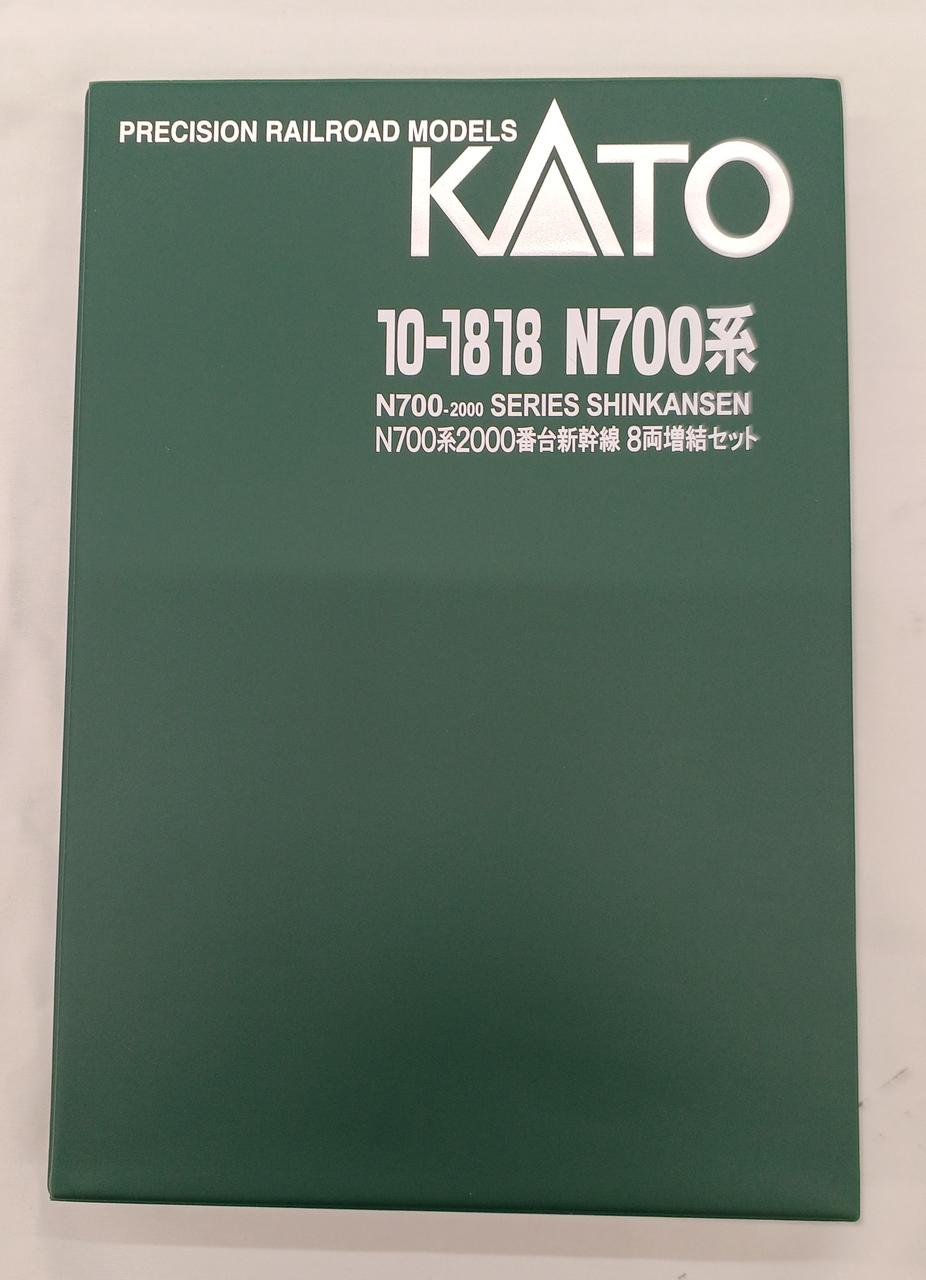 PRECISION RAILROAD MODELS
KATO
10-1818 N700系
N700-2000 SERIES SHINKANSEN
N700系2000番台新幹線 8両増結セット